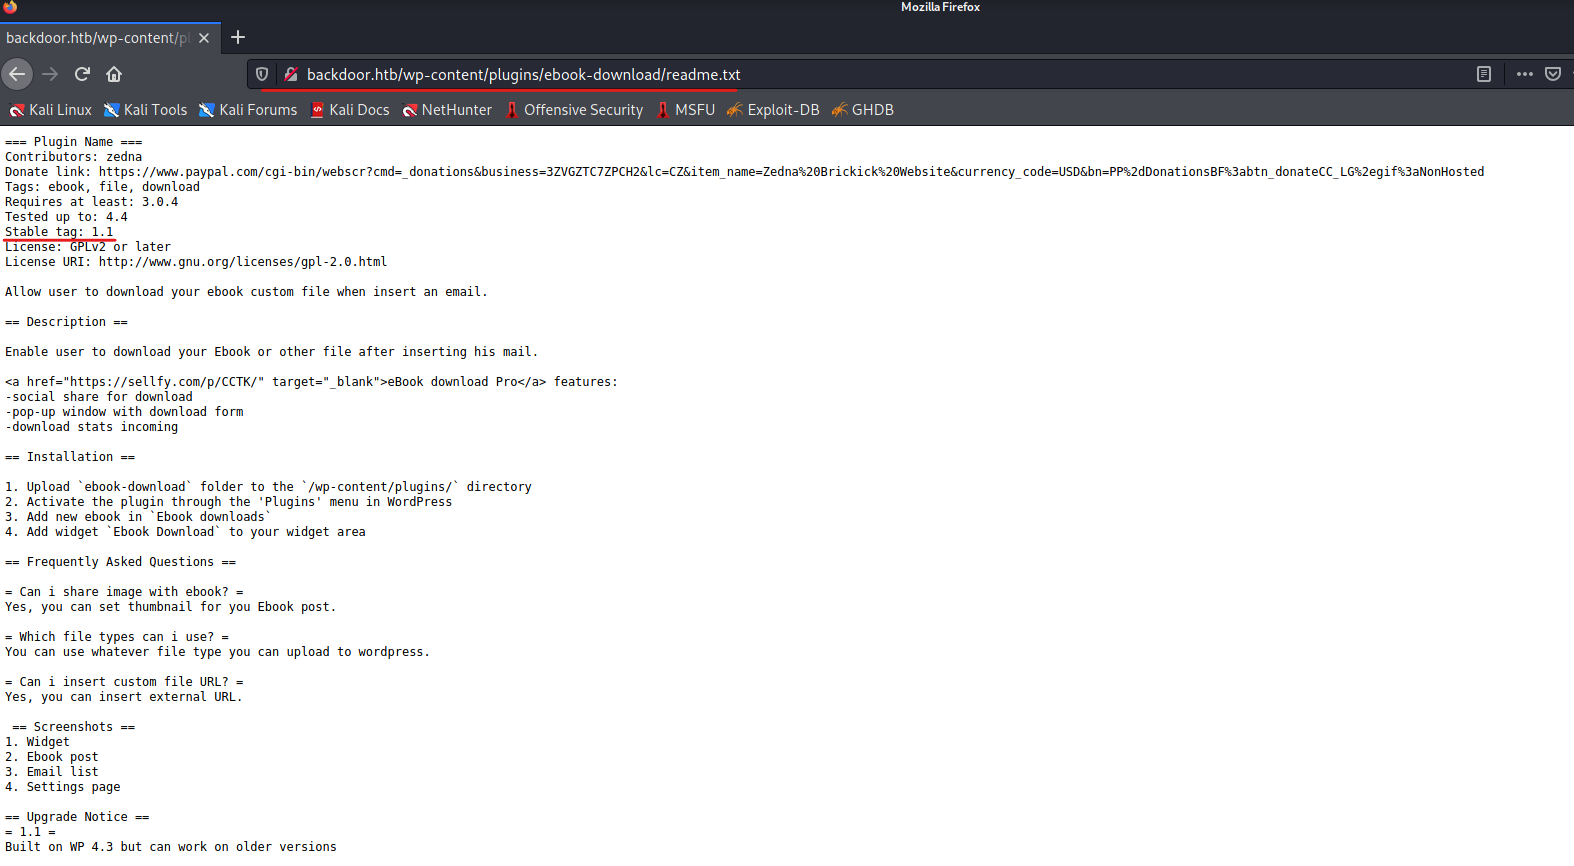 Mozilla Firefox
backdoor.htb/wp-content/pl
backdoor.htb/wp-content/plugins/ebook-download/readme.txt
Kali Linux Kali Tools Kali Forums Kali Docs NetHunter Offensive Security MSFU Exploit-DB GHDB
=== Plugin Name ===
Contributors: zedna
Donate link: https://www.paypal.com/cgi-bin/webscr?cmd=_donations&business=3ZVGZTC7ZPCH2&lc=CZ&item_name=Zedna%20Brickick%20Website&currency_code=USD&bn=PP%2dDonationsBF%3abtn_donateCC_LG%2egif%3aNonHosted
Tags: ebook, file, download
Requires at least: 3.0.4
Tested up to: 4.4
Stable tag: 1.1
License: GPLv2 or later
License URI: http://www.gnu.org/licenses/gpl-2.0.html
Allow user to download your ebook custom file when insert an email.
== Description ==
Enable user to download your Ebook or other file after inserting his mail.
<a href="https://sellfy.com/p/CCTK/" target="_blank">eBook download Pro</a> features:
-social share for download
-pop-up window with download form
-download stats incoming
== Installation ==
1. Upload `ebook-download` folder to the `/wp-content/plugins/` directory
2. Activate the plugin through the 'Plugins' menu in WordPress
3. Add new ebook in `Ebook downloads`
4. Add widget `Ebook Download` to your widget area
== Frequently Asked Questions ==
= Can i share image with ebook? =
Yes, you can set thumbnail for you Ebook post.
= Which file types can i use? =
You can use whatever file type you can upload to wordpress.
= Can i insert custom file URL? =
Yes, you can insert external URL.
== Screenshots ==
1. Widget
2. Ebook post
3. Email list
4. Settings page
== Upgrade Notice ==
= 1.1 =
Built on WP 4.3 but can work on older versions